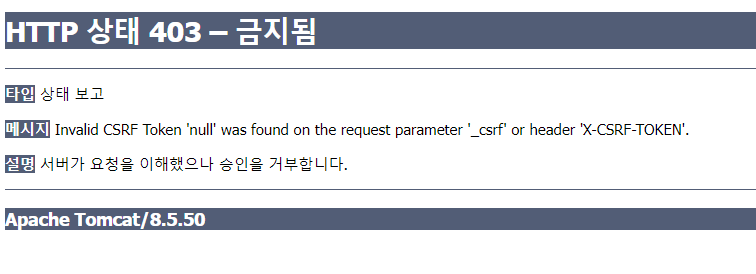 HTTP 상태 403 – 금지됨
타입 상태 보고
메시지 Invalid CSRF Token 'null' was found on the request parameter '_csrf' or header 'X-CSRF-TOKEN'.
설명 서버가 요청을 이해했으나 승인을 거부합니다.
Apache Tomcat/8.5.50